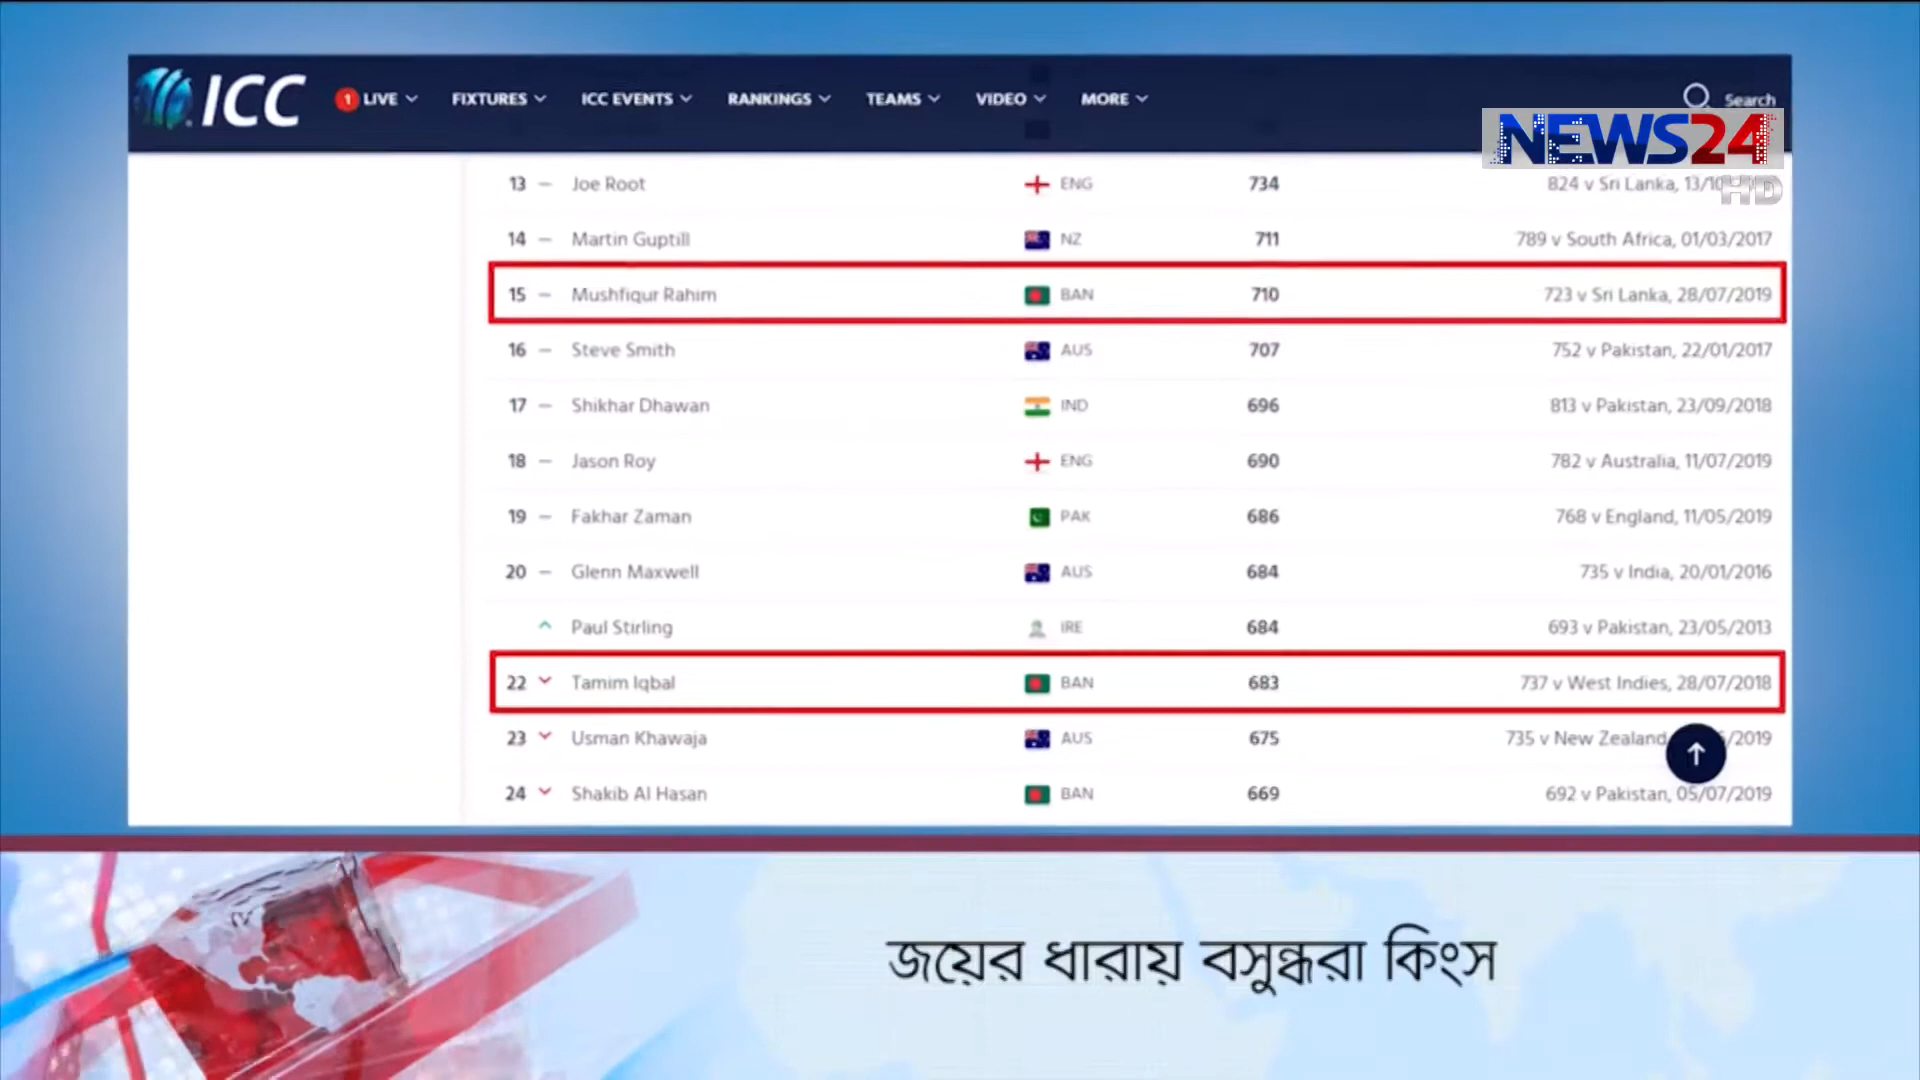 ICC 1 LIVE FIXTURES ICC EVENTS RANKINGS TEAMS VIDEO MORE Search
NEWS24
HD
13 – Joe Root ENG 734 824 v Sri Lanka,
14 – Martin Guptill NZ 711 789 v South Africa, 01/03/2017
15 – Mushfiqur Rahim BAN 710 723 v Sri Lanka, 28/07/2019
16 – Steve Smith AUS 707 752 v Pakistan, 22/01/2017
17 – Shikhar Dhawan IND 696 813 v Pakistan, 23/09/2018
18 – Jason Roy ENG 690 782 v Australia, 11/07/2019
19 – Fakhar Zaman PAK 686 768 v England, 11/05/2019
20 – Glenn Maxwell AUS 684 735 v India, 20/01/2016
Paul Stirling IRE 684 693 v Pakistan, 23/05/2013
22 Tamim Iqbal BAN 683 737 v West Indies, 28/07/2018
23 Usman Khawaja AUS 675 735 v New Zealand, /2019
24 Shakib Al Hasan BAN 669 692 v Pakistan, 05/07/2019
জয়ের ধারায় বসুন্ধরা কিংস